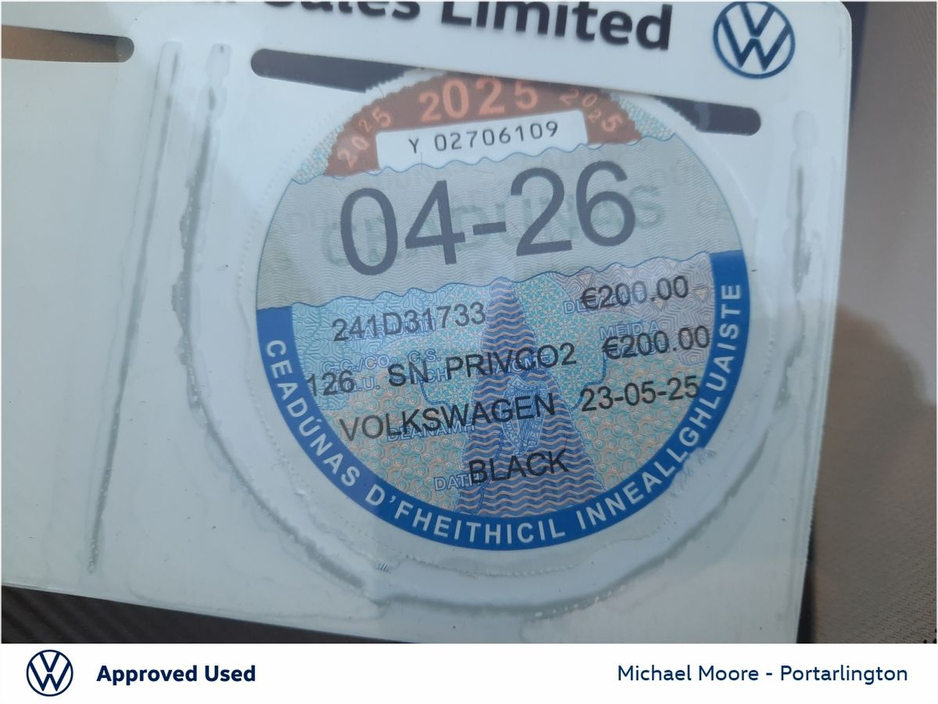 Sales Limited
2025 2025 2025
Y 02706109
04-26
241D31733 €200.00
126 SN PRIVCO2 €200.00
VOLKSWAGEN 23-05-25
BLACK
CEADÚNAS D'FHEITHICIL INNEALLGHLUAISTE
Approved Used
Michael Moore - Portarlington